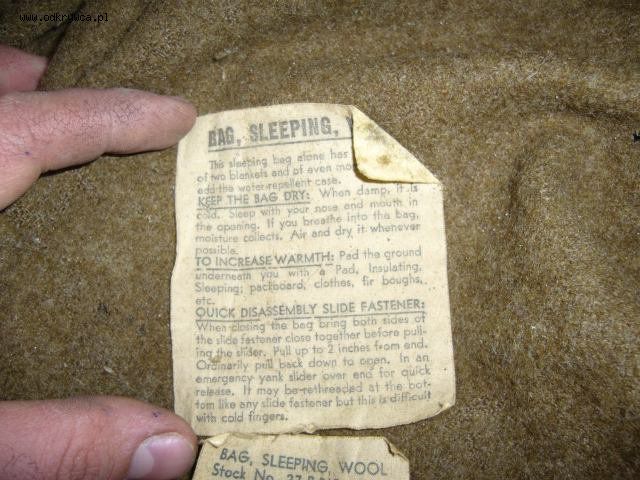 www.odkrywca.pl
BAG, SLEEPING,
This sleeping bag alone has
of two blankets and of even
add the water-repellent case.
KEEP THE BAG DRY: When damp, it is
cold. Sleep with your nose and mouth in
the opening. If you breathe into the bag,
moisture collects. Air and dry it whenever
possible.
TO INCREASE WARMTH: Pad the ground
underneath you with a Pad, Insulating,
Sleeping; packboard, clothes, fir boughs,
etc.
QUICK DISASSEMBLY SLIDE FASTENER:
When closing the bag bring both sides of
the slide fastener close together before pull-
ing the slider. Pull up to 2 inches from end.
Ordinarily pull back down to open. In an
emergency yank slider over end for quick
release. It may be rethreaded at the bot-
tom like any slide fastener but this is difficult
with cold fingers.
BAG, SLEEPING, WOOL
Stock No.